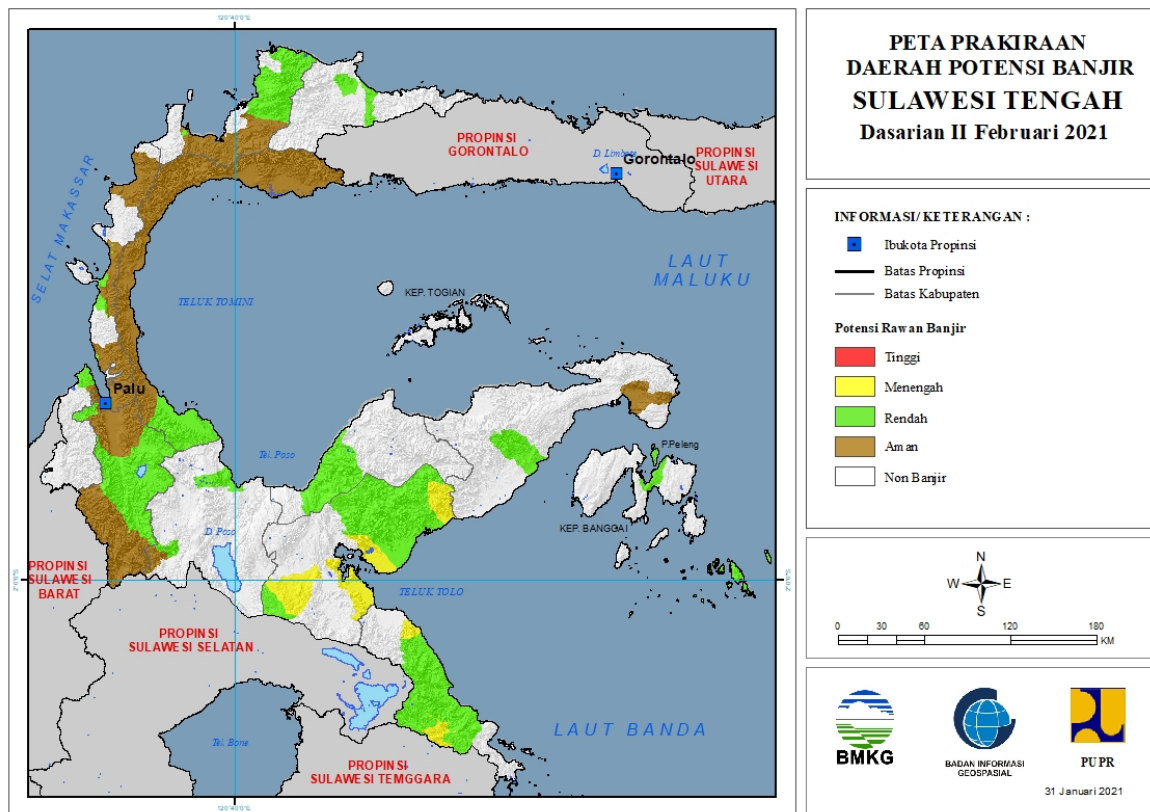 120°4'0"E
PROPINSI
GORONTALO
D. Limboto
Gorontalo
PROPINSI
SULAWESI
UTARA
SELAT MAKASSAR
LAUT
MALUKU
TELUK TOMINI
KEP. TOGIAN
Palu
Tel. Poso
P.Peleng
KEP. BANGGAI
D. Poso
PROPINSI
SULAWESI
BARAT
TELUK TOLO
PROPINSI
SULAWESI SELATAN
LAUT BANDA
Tel. Bone
PROPINSI
SULAWESI TEMGGARA
PETA PRAKIRAAN
DAERAH POTENSI BANJIR
SULAWESI TENGAH
Dasarian II Februari 2021
INFORMASI/ KETERANGAN :
Ibukota Propinsi
Batas Propinsi
Batas Kabupaten
Potensi Rawan Banjir
Tinggi
Menengah
Rendah
Aman
Non Banjir
N
W E
S
0 30 60 120 180
KM
BMKG
BADAN INFORMASI
GEOSPASIAL
PUPR
31 Januari 2021